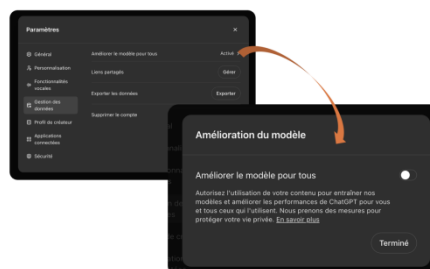 Paramètres
×
Général
Améliorer le modèle pour tous
Activé
Personnalisation
Liens partagés
Gérer
Fonctionnalités
vocales
Exporter les données
Exporter
Gestion des
données
Supprimer le compte
Profil de créateur
Applications
connectées
Sécurité
Amélioration du modèle
Améliorer le modèle pour tous
Autorisez l'utilisation de votre contenu pour entraîner nos
modèles et améliorer les performances de ChatGPT pour vous
et tous ceux qui l'utilisent. Nous prenons des mesures pour
protéger votre vie privée. En savoir plus
Terminé